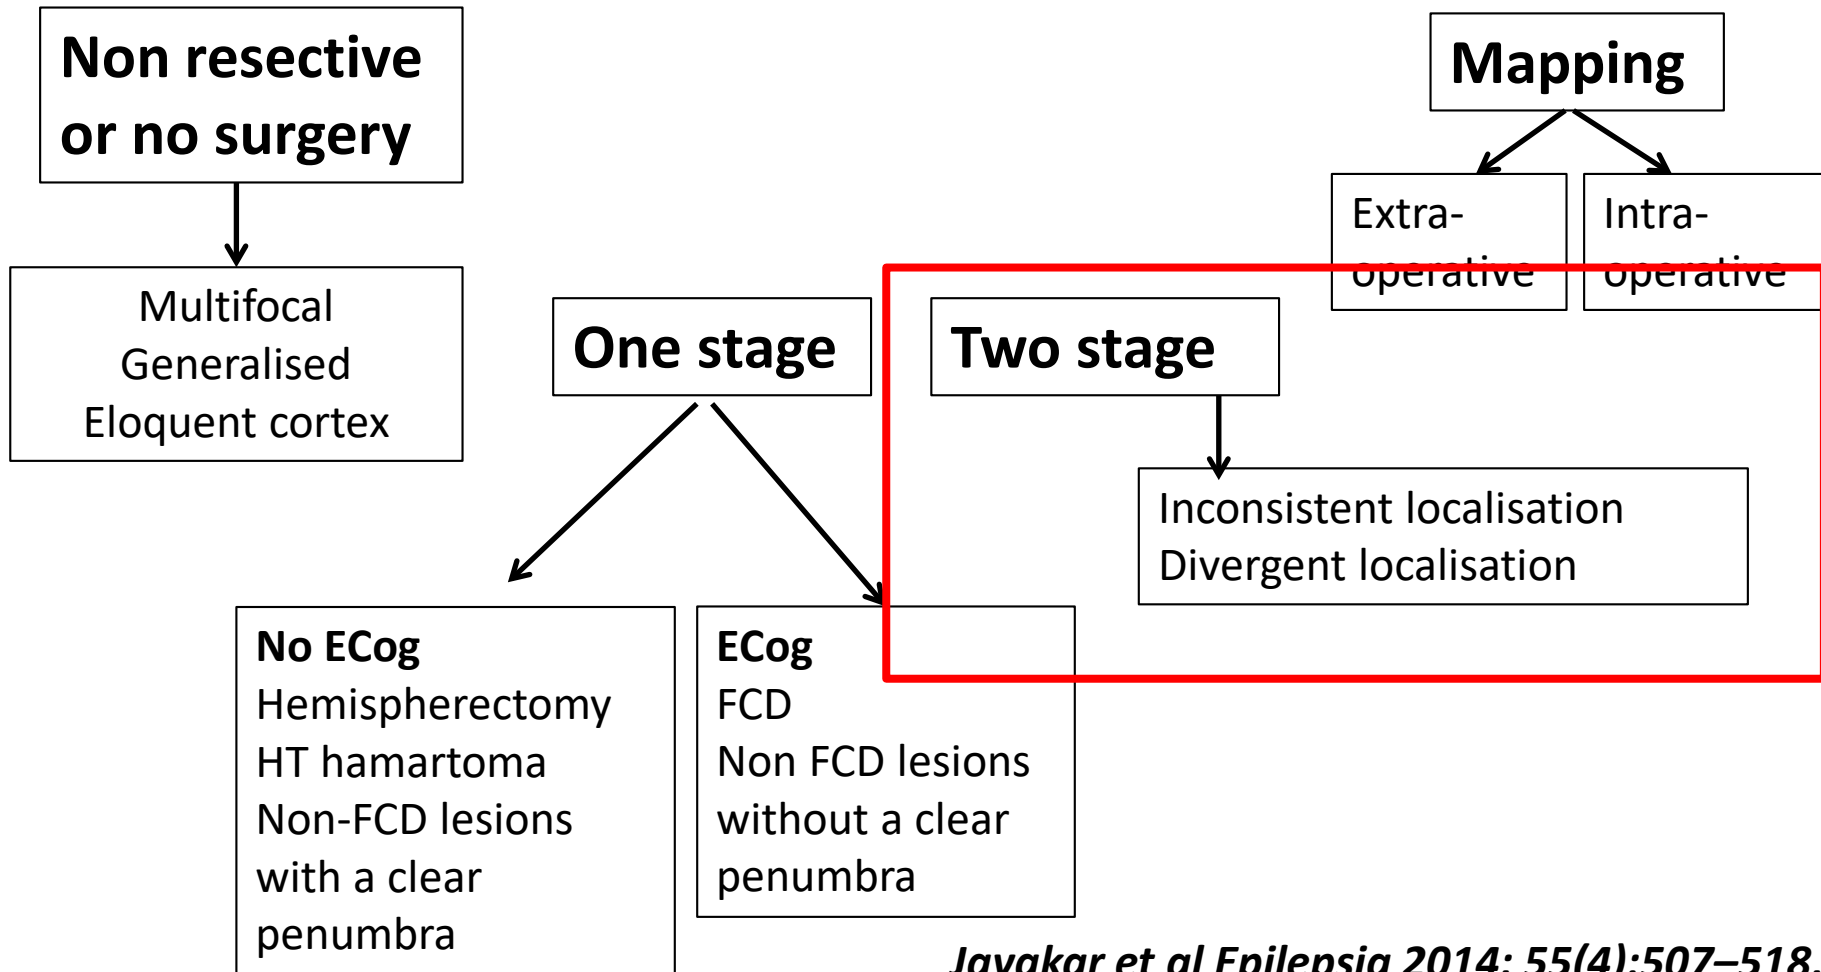 Non resective
or no surgery
Multifocal
Generalised
Eloquent cortex
Mapping
Extra-
operative
Intra-
operative
One stage
Two stage
Inconsistent localisation
Divergent localisation
No ECog
Hemispherectomy
HT hamartoma
Non-FCD lesions
with a clear
penumbra
ECog
FCD
Non FCD lesions
without a clear
penumbra
Jayakar et al Epilepsia 2014; 55(4):507–518.